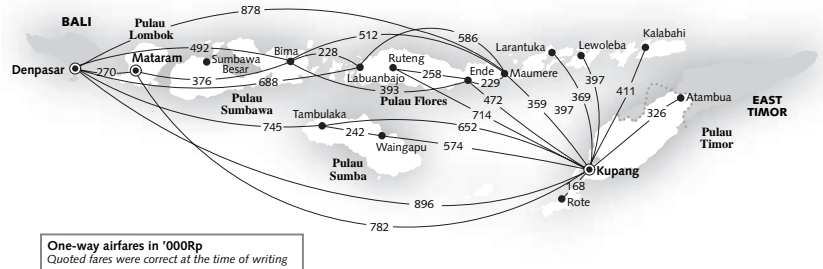 878
BALI
Pulau
Lombok
Mataram
492
Sumbawa
Besar
Bima
512
228
586
Ruteng
Larantuka
Lewoleba
Kalabahi
Denpasar
270
376
688
Labuanbajo
258
Ende
229
Maumere
393
Pulau Flores
472
714
359
397
369
397
411
Atambua
326
EAST
TIMOR
Pulau
Timor
Pulau
Sumbawa
745
Tambulaka
242
Waingapu
652
574
Pulau
Sumba
Kupang
168
Rote
896
782
One-way airfares in '000Rp
Quoted fares were correct at the time of writing